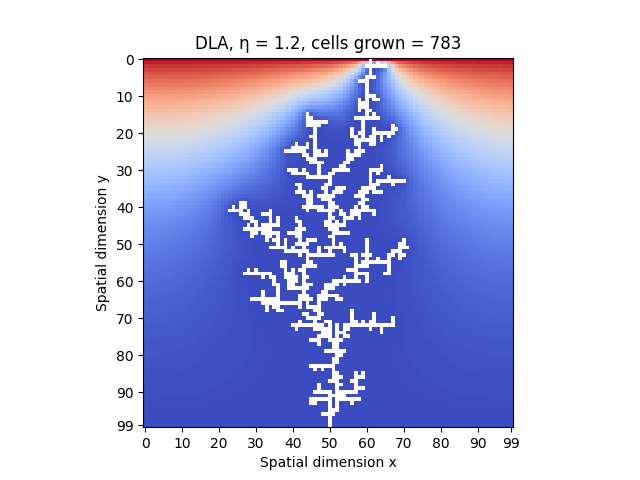 DLA, η = 1.2, cells grown = 783
Spatial dimension y
0
10
20
30
40
50
60
70
80
90
99
0 10 20 30 40 50 60 70 80 90 99
Spatial dimension x